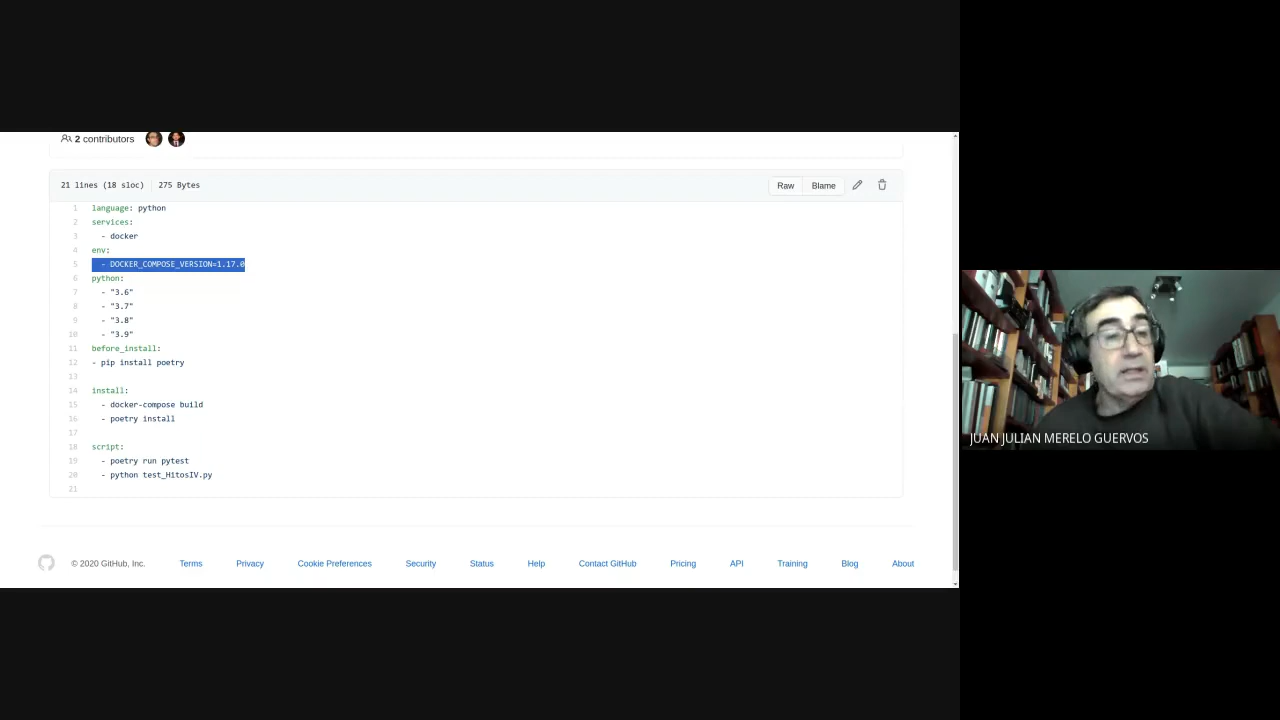 2 contributors
21 lines (18 sloc) 275 Bytes
Raw Blame
1 language: python
2 services:
3 - docker
4 env:
5 - DOCKER_COMPOSE_VERSION=1.17.0
6 python:
7 - "3.6"
8 - "3.7"
9 - "3.8"
10 - "3.9"
11 before_install:
12 - pip install poetry
13
14 install:
15 - docker-compose build
16 - poetry install
17
18 script:
19 - poetry run pytest
20 - python test_HitosIV.py
21
© 2020 GitHub, Inc. Terms Privacy Cookie Preferences Security Status Help Contact GitHub Pricing API Training Blog About
JUAN JULIAN MERELO GUERVOS